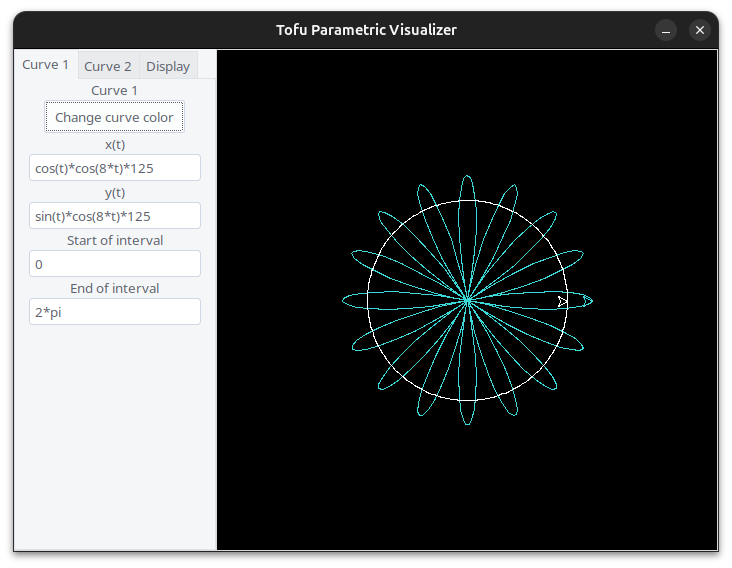 Tofu Parametric Visualizer
Curve 1 Curve 2 Display
Curve 1
Change curve color
x(t)
cos(t)*cos(8*t)*125
y(t)
sin(t)*cos(8*t)*125
Start of interval
0
End of interval
2*pi